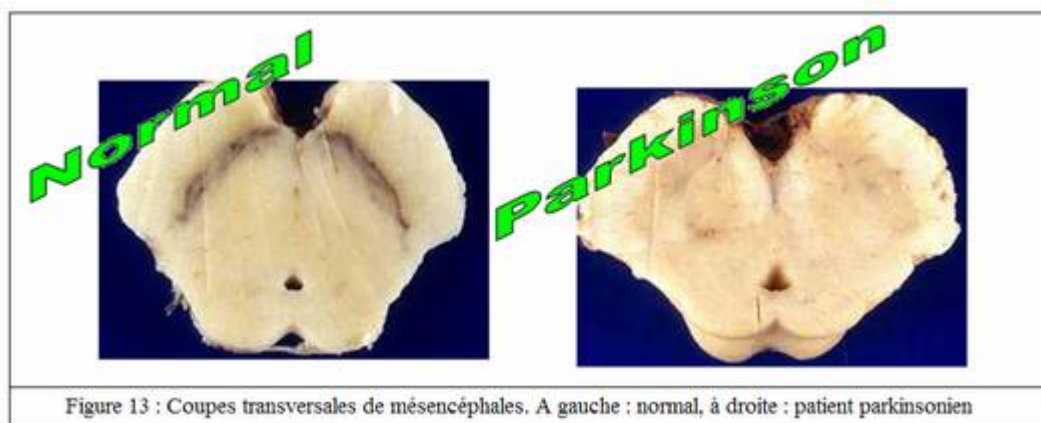 Normal
Parkinson
Figure 13 : Coupes transversales de mésencéphales. A gauche : normal, à droite : patient parkinsonien